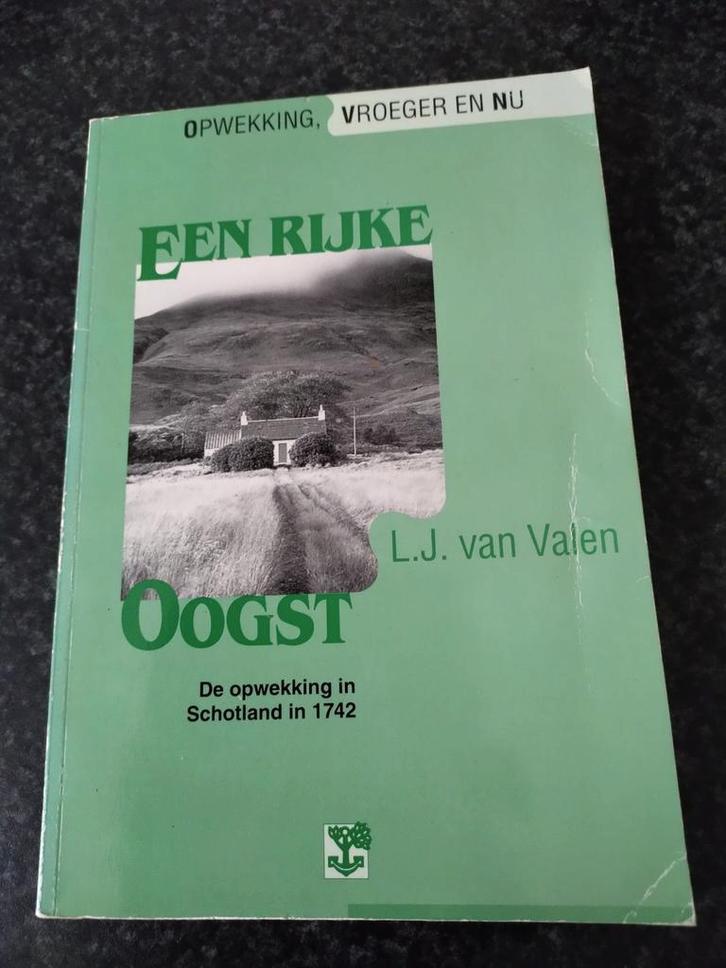 OPWEKKING, VROEGER EN NU
EEN RIJKE
L.J. van Valen
OOGST
De opwekking in
Schotland in 1742